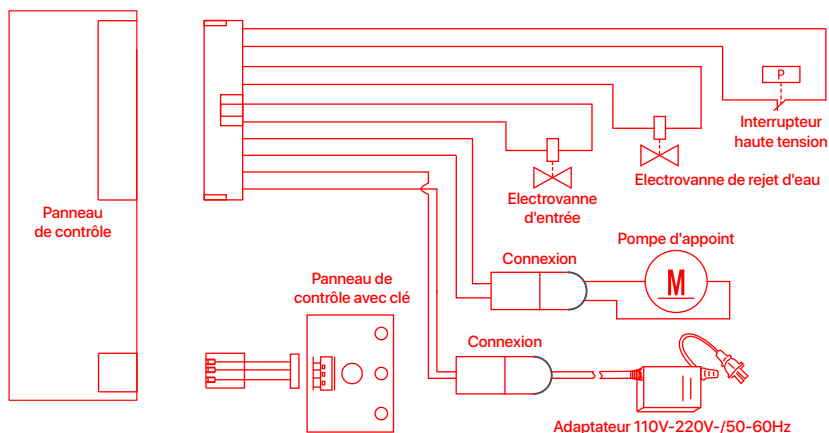 P
Interrupteur
haute tension
Electrovanne de rejet d'eau
Electrovanne
d'entrée
Panneau
de contrôle
Pompe d'appoint
M
Connexion
Panneau de
contrôle avec clé
Connexion
Adaptateur 110V-220V-/50-60Hz